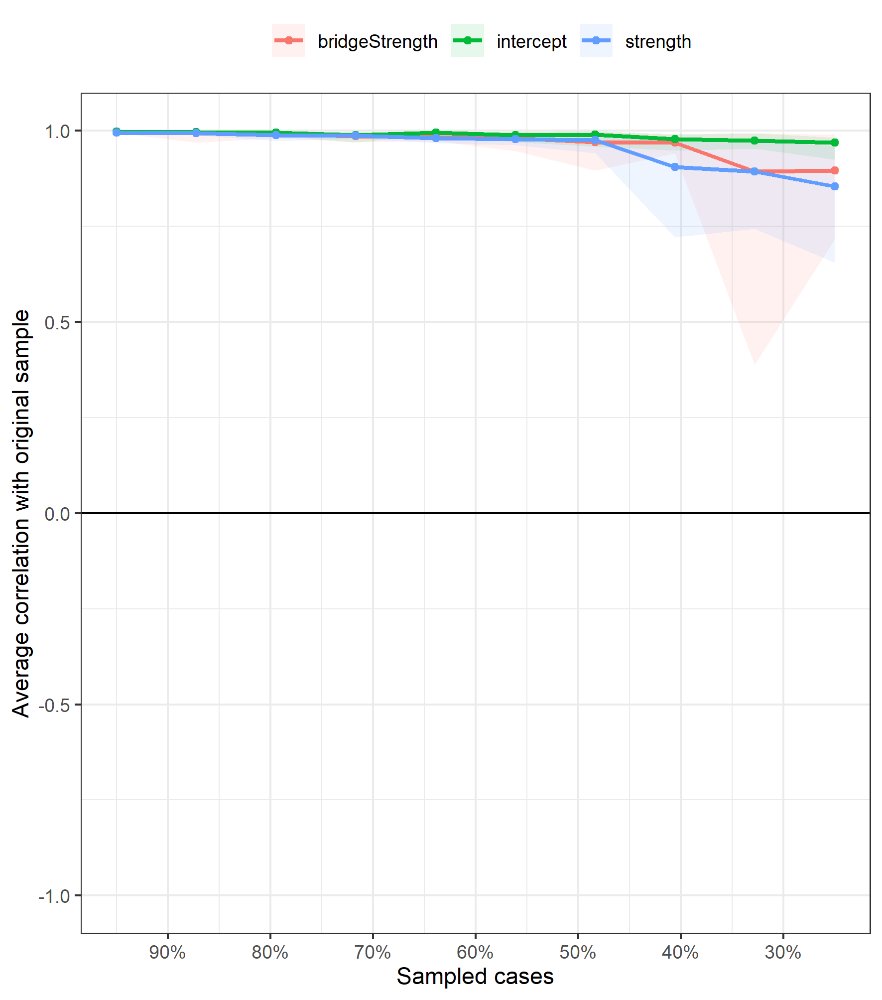 bridgeStrength intercept strength
1.0
0.5
0.0
-0.5
-1.0
Average correlation with original sample
90% 80% 70% 60% 50% 40% 30%
Sampled cases